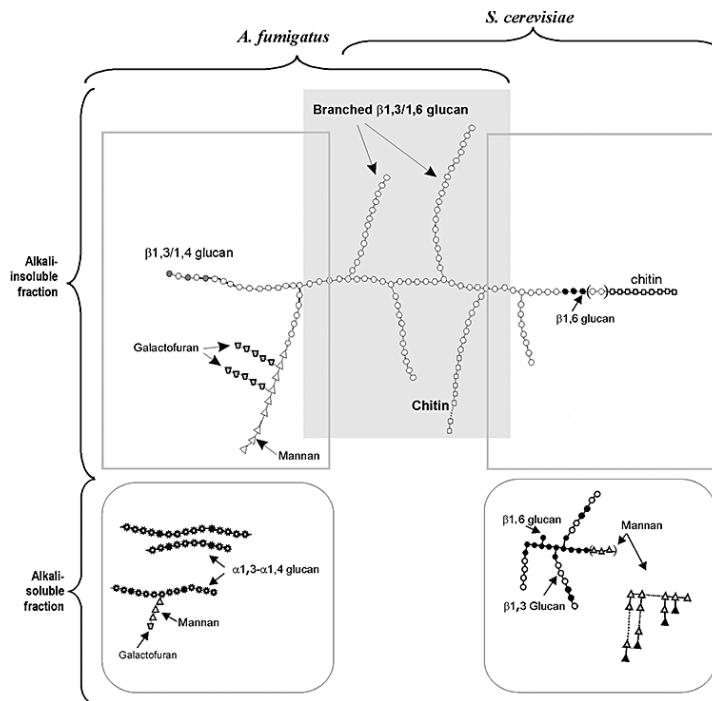 S. cerevisiae
A. fumigatus
Branched β1,3/1,6 glucan
β1,3/1,4 glucan
Alkali-
insoluble
fraction
chitin
β1,6 glucan
Galactofuran
Chitin
Mannan
β1,6 glucan
Mannan
α1,3-α1,4 glucan
Alkali-
soluble
fraction
Mannan
β1,3 Glucan
Galactofuran